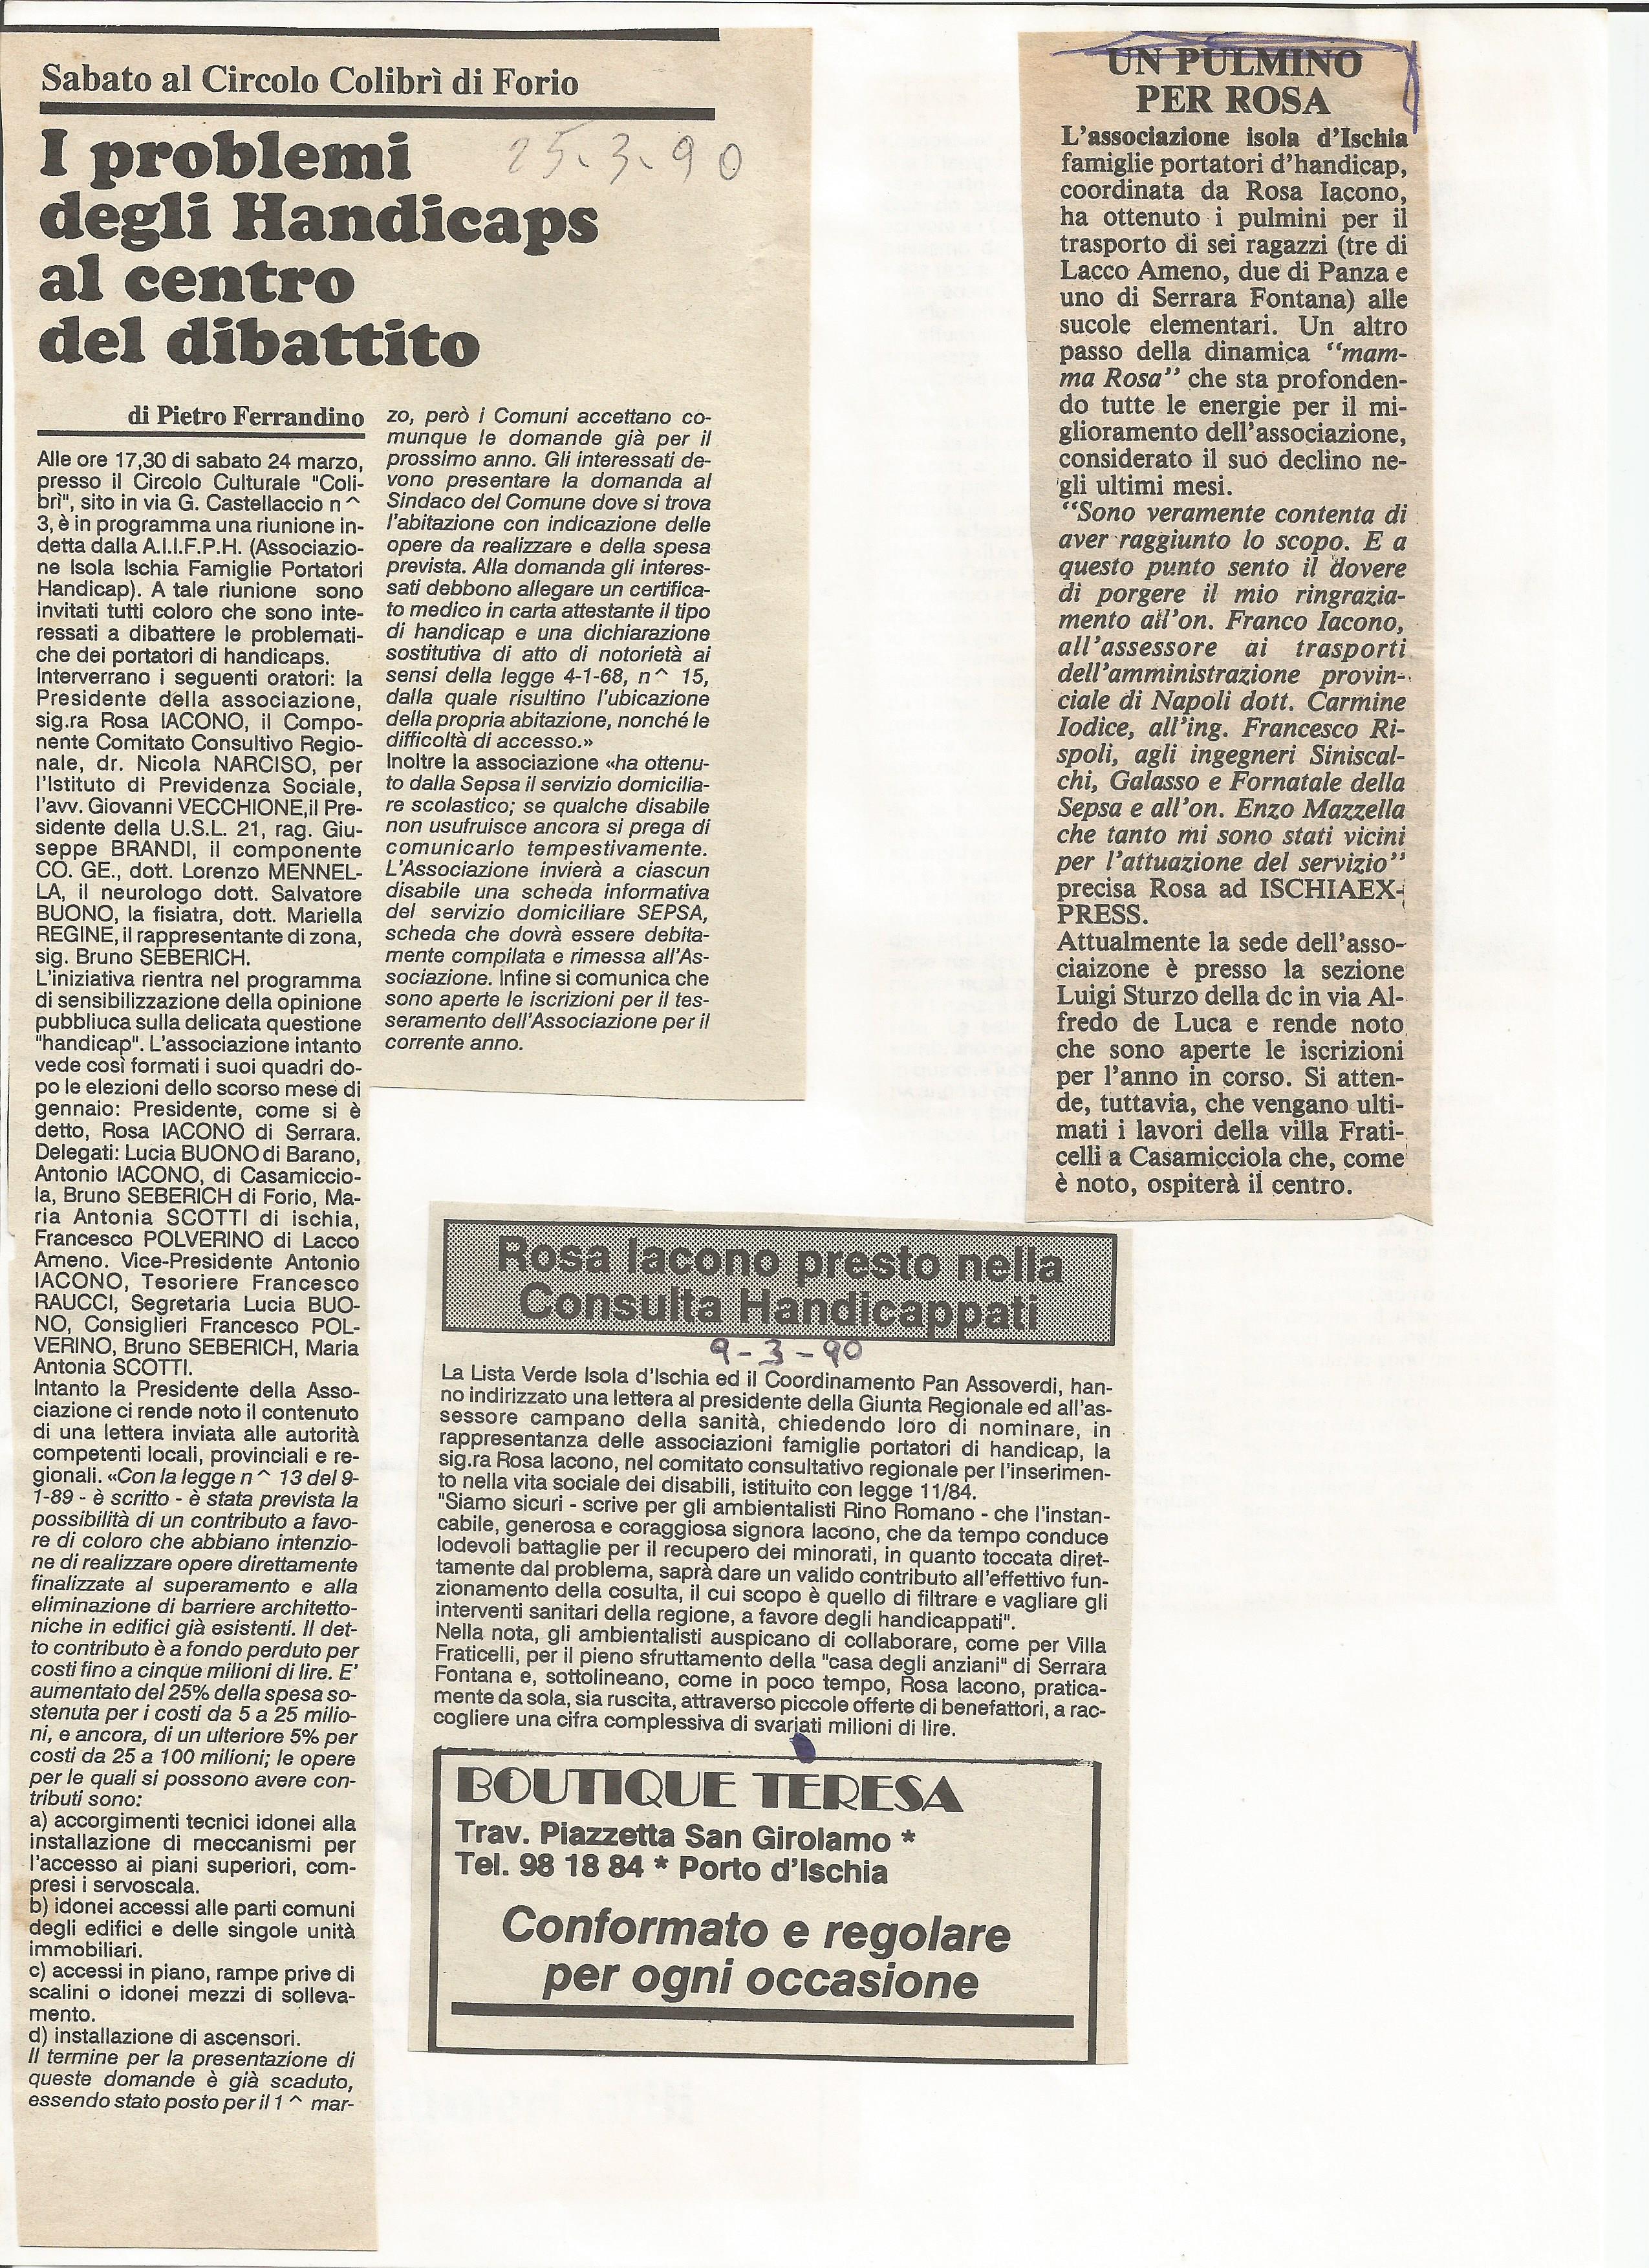 Sabato al Circolo Colibrì di Forio
I problemi
degli Handicaps
al centro
del dibattito
25.3.90
di Pietro Ferrandino
Alle ore 17,30 di sabato 24 marzo,
presso il Circolo Culturale "Coli-
brì", sito in via G. Castellaccio n^
3, è in programma una riunione in-
detta dalla A.I.I.F.P.H. (Associazio-
ne Isola Ischia Famiglie Portatori
Handicap). A tale riunione sono
invitati tutti coloro che sono inte-
ressati a dibattere le problemati-
che dei portatori di handicaps.
Interverrano i seguenti oratori: la
Presidente della associazione,
sig.ra Rosa IACONO, il Compo-
nente Comitato Consultivo Regio-
nale, dr. Nicola NARCISO, per
l'Istituto di Previdenza Sociale,
l'avv. Giovanni VECCHIONE,il Pre-
sidente della U.S.L. 21, rag. Giu-
seppe BRANDI, il componente
CO. GE., dott. Lorenzo MENNEL-
LA, il neurologo dott. Salvatore
BUONO, la fisiatra, dott. Mariella
REGINE, il rappresentante di zona,
sig. Bruno SEBERICH.
L'iniziativa rientra nel programma
di sensibilizzazione della opinione
pubbliuca sulla delicata questione
"handicap". L'associazione intanto
vede così formati i suoi quadri do-
po le elezioni dello scorso mese di
gennaio: Presidente, come si è
detto, Rosa IACONO di Serrara.
Delegati: Lucia BUONO di Barano,
Antonio IACONO, di Casamiccio-
la, Bruno SEBERICH di Forio, Ma-
ria Antonia SCOTTI di ischia,
Francesco POLVERINO di Lacco
Ameno. Vice-Presidente Antonio
IACONO, Tesoriere Francesco
RAUCCI, Segretaria Lucia BUO-
NO, Consiglieri Francesco POL-
VERINO, Bruno SEBERICH, Maria
Antonia SCOTTI.
Intanto la Presidente della Asso-
ciazione ci rende noto il contenuto
di una lettera inviata alle autorità
competenti locali, provinciali e re-
gionali. «Con la legge n^ 13 del 9-
1-89 - è scritto - è stata prevista la
possibilità di un contributo a favo-
re di coloro che abbiano intenzio-
ne di realizzare opere direttamente
finalizzate al superamento e alla
eliminazione di barriere architetto-
niche in edifici già esistenti. Il det-
to contributo è a fondo perduto per
costi fino a cinque milioni di lire. E'
aumentato del 25% della spesa so-
stenuta per i costi da 5 a 25 milio-
ni, e ancora, di un ulteriore 5% per
costi da 25 a 100 milioni; le opere
per le quali si possono avere con-
tributi sono:
a) accorgimenti tecnici idonei alla
installazione di meccanismi per
l'accesso ai piani superiori, com-
presi i servoscala.
b) idonei accessi alle parti comuni
degli edifici e delle singole unità
immobiliari.
c) accessi in piano, rampe prive di
scalini o idonei mezzi di solleva-
mento.
d) installazione di ascensori.
Il termine per la presentazione di
queste domande è già scaduto,
essendo stato posto per il 1^ mar-
zo, però i Comuni accettano co-
munque le domande già per il
prossimo anno. Gli interessati de-
vono presentare la domanda al
Sindaco del Comune dove si trova
l'abitazione con indicazione delle
opere da realizzare e della spesa
prevista. Alla domanda gli interes-
sati debbono allegare un certifica-
to medico in carta attestante il tipo
di handicap e una dichiarazione
sostitutiva di atto di notorietà ai
sensi della legge 4-1-68, n^ 15,
dalla quale risultino l'ubicazione
della propria abitazione, nonché le
difficoltà di accesso.»
Inoltre la associazione «ha ottenu-
to dalla Sepsa il servizio domicilia-
re scolastico; se qualche disabile
non usufruisce ancora si prega di
comunicarlo tempestivamente.
L'Associazione invierà a ciascun
disabile una scheda informativa
del servizio domiciliare SEPSA,
scheda che dovrà essere debita-
mente compilata e rimessa all'As-
sociazione. Infine si comunica che
sono aperte le iscrizioni per il tes-
seramento dell'Associazione per il
corrente anno.
UN PULMINO
PER ROSA
L'associazione isola d'Ischia
famiglie portatori d'handicap,
coordinata da Rosa Iacono,
ha ottenuto i pulmini per il
trasporto di sei ragazzi (tre di
Lacco Ameno, due di Panza e
uno di Serrara Fontana) alle
sucole elementari. Un altro
passo della dinamica "mam-
ma Rosa" che sta profonden-
do tutte le energie per il mi-
glioramento dell'associazione,
considerato il suo declino ne-
gli ultimi mesi.
"Sono veramente contenta di
aver raggiunto lo scopo. E a
questo punto sento il dovere
di porgere il mio ringrazia-
mento all'on. Franco Iacono,
all'assessore ai trasporti
dell'amministrazione provin-
ciale di Napoli dott. Carmine
Iodice, all'ing. Francesco Ri-
spoli, agli ingegneri Siniscal-
chi, Galasso e Fornatale della
Sepsa e all'on. Enzo Mazzella
che tanto mi sono stati vicini
per l'attuazione del servizio"
precisa Rosa ad ISCHIAEX-
PRESS.
Attualmente la sede dell'asso-
ciaizone è presso la sezione
Luigi Sturzo della dc in via Al-
fredo de Luca e rende noto
che sono aperte le iscrizioni
per l'anno in corso. Si atten-
de, tuttavia, che vengano ulti-
mati i lavori della villa Frati-
celli a Casamicciola che, come
è noto, ospiterà il centro.
Rosa Iacono presto nella
Consulta Handicappati
9-3-90
La Lista Verde Isola d'Ischia ed il Coordinamento Pan Assoverdi, han-
no indirizzato una lettera al presidente della Giunta Regionale ed all'as-
sessore campano della sanità, chiedendo loro di nominare, in
rappresentanza delle associazioni famiglie portatori di handicap, la
sig.ra Rosa Iacono, nel comitato consultativo regionale per l'inserimen-
to nella vita sociale dei disabili, istituito con legge 11/84.
"Siamo sicuri - scrive per gli ambientalisti Rino Romano - che l'instan-
cabile, generosa e coraggiosa signora Iacono, che da tempo conduce
lodevoli battaglie per il recupero dei minorati, in quanto toccata diret-
tamente dal problema, saprà dare un valido contributo all'effettivo fun-
zionamento della cosulta, il cui scopo è quello di filtrare e vagliare gli
interventi sanitari della regione, a favore degli handicappati".
Nella nota, gli ambientalisti auspicano di collaborare, come per Villa
Fraticelli, per il pieno sfruttamento della "casa degli anziani" di Serrara
Fontana e, sottolineano, come in poco tempo, Rosa Iacono, pratica-
mente da sola, sia ruscita, attraverso piccole offerte di benefattori, a rac-
cogliere una cifra complessiva di svariati milioni di lire.
BOUTIQUE TERESA
Trav. Piazzetta San Girolamo *
Tel. 98 18 84 * Porto d'Ischia
Conformato e regolare
per ogni occasione